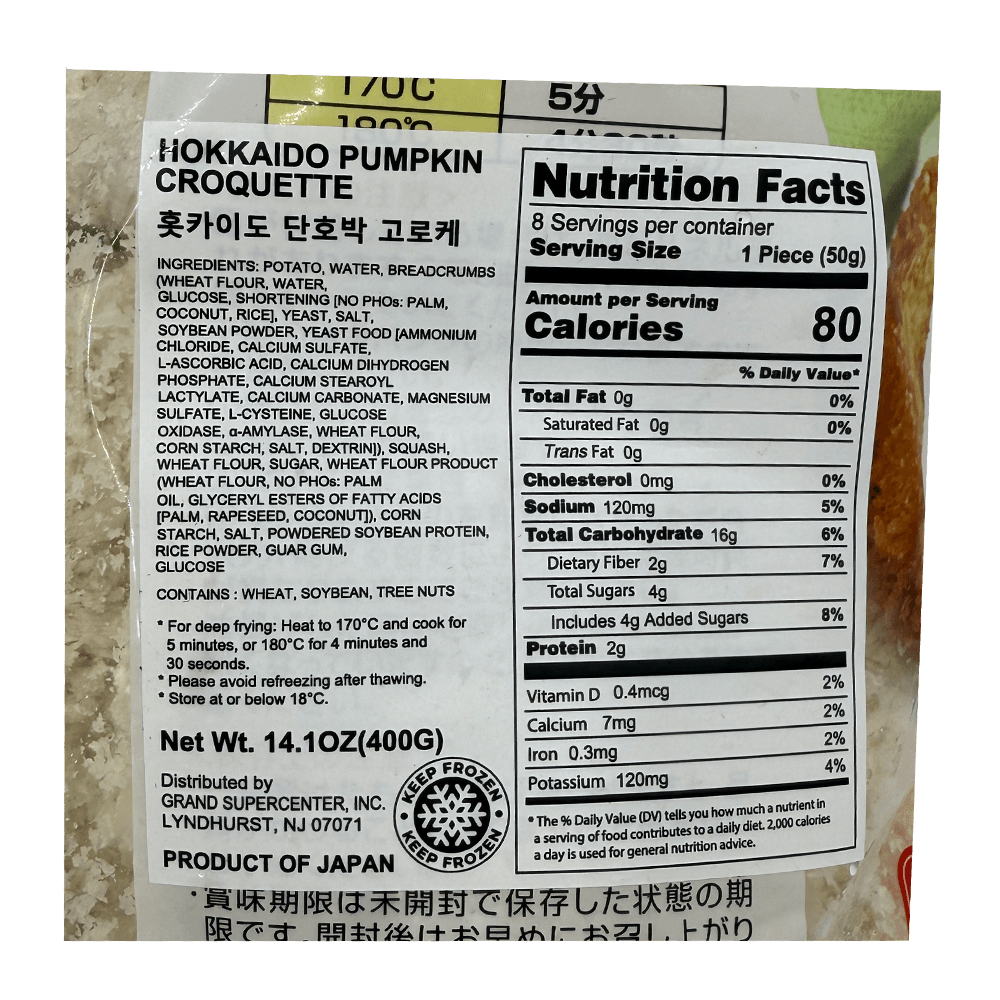 170℃
5分
180℃
HOKKAIDO PUMPKIN
CROQUETTE
홋카이도 단호박 고로케
INGREDIENTS: POTATO, WATER, BREADCRUMBS
(WHEAT FLOUR, WATER,
GLUCOSE, SHORTENING [NO PHOs: PALM,
COCONUT, RICE], YEAST, SALT,
SOYBEAN POWDER, YEAST FOOD [AMMONIUM
CHLORIDE, CALCIUM SULFATE,
L-ASCORBIC ACID, CALCIUM DIHYDROGEN
PHOSPHATE, CALCIUM STEAROYL
LACTYLATE, CALCIUM CARBONATE, MAGNESIUM
SULFATE, L-CYSTEINE, GLUCOSE
OXIDASE, α-AMYLASE, WHEAT FLOUR,
CORN STARCH, SALT, DEXTRIN]), SQUASH,
WHEAT FLOUR, SUGAR, WHEAT FLOUR PRODUCT
(WHEAT FLOUR, NO PHOs: PALM
OIL, GLYCERYL ESTERS OF FATTY ACIDS
[PALM, RAPESEED, COCONUT]), CORN
STARCH, SALT, POWDERED SOYBEAN PROTEIN,
RICE POWDER, GUAR GUM,
GLUCOSE
CONTAINS : WHEAT, SOYBEAN, TREE NUTS
* For deep frying: Heat to 170°C and cook for
5 minutes, or 180°C for 4 minutes and
30 seconds.
* Please avoid refreezing after thawing.
* Store at or below 18°C.
Net Wt. 14.1OZ(400G)
Distributed by
GRAND SUPERCENTER, INC.
LYNDHURST, NJ 07071
PRODUCT OF JAPAN
KEEP FROZEN
KEEP FROZEN
Nutrition Facts
8 Servings per container
Serving Size 1 Piece (50g)
Amount per Serving
Calories 80
% Daily Value*
Total Fat 0g 0%
Saturated Fat 0g 0%
Trans Fat 0g
Cholesterol 0mg 0%
Sodium 120mg 5%
Total Carbohydrate 16g 6%
Dietary Fiber 2g 7%
Total Sugars 4g
Includes 4g Added Sugars 8%
Protein 2g
Vitamin D 0.4mcg 2%
Calcium 7mg 2%
Iron 0.3mg 2%
Potassium 120mg 4%
* The % Daily Value (DV) tells you how much a nutrient in
a serving of food contributes to a daily diet. 2,000 calories
a day is used for general nutrition advice.
・賞味期限は未開封で保存した状態の期
限です。開封後はお早めにお召し上がり